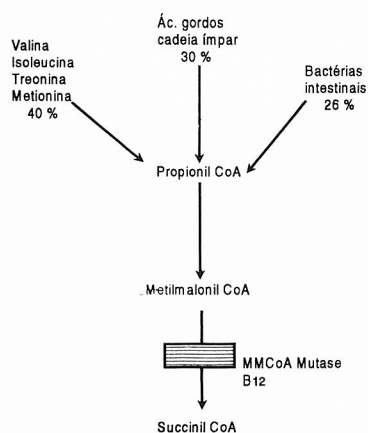 Valina
Isoleucina
Treonina
Metionina
40 %
Ác. gordos
cadeia ímpar
30 %
Bactérias
intestinais
26 %
Propionil CoA
Metilmalonil CoA
MMCoA Mutase
B12
Succinil CoA